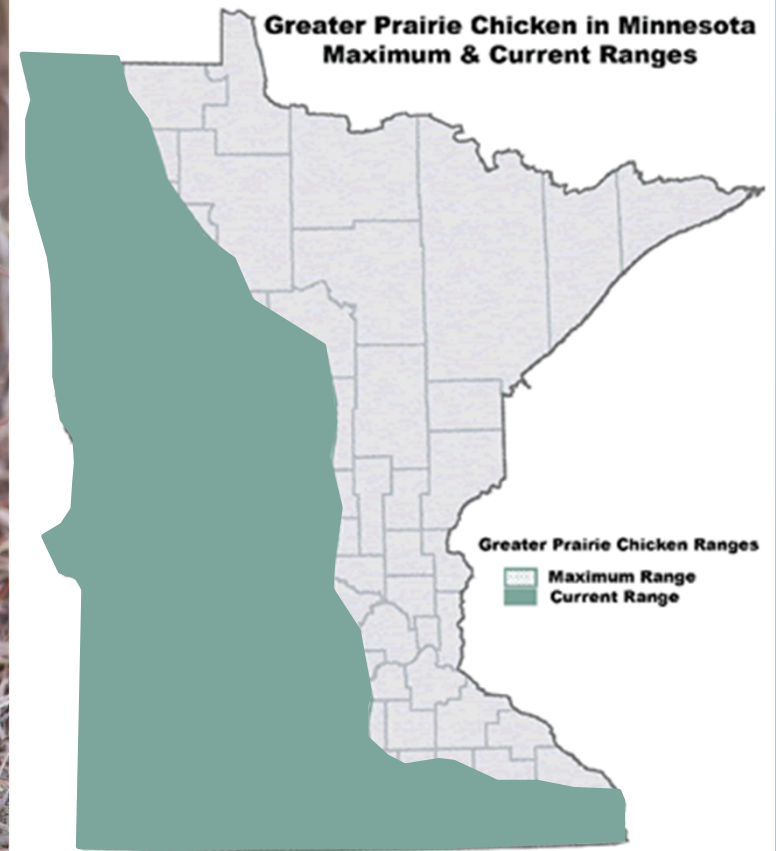 Greater Prairie Chicken in Minnesota
Maximum & Current Ranges
Greater Prairie Chicken Ranges
Maximum Range
Current Range